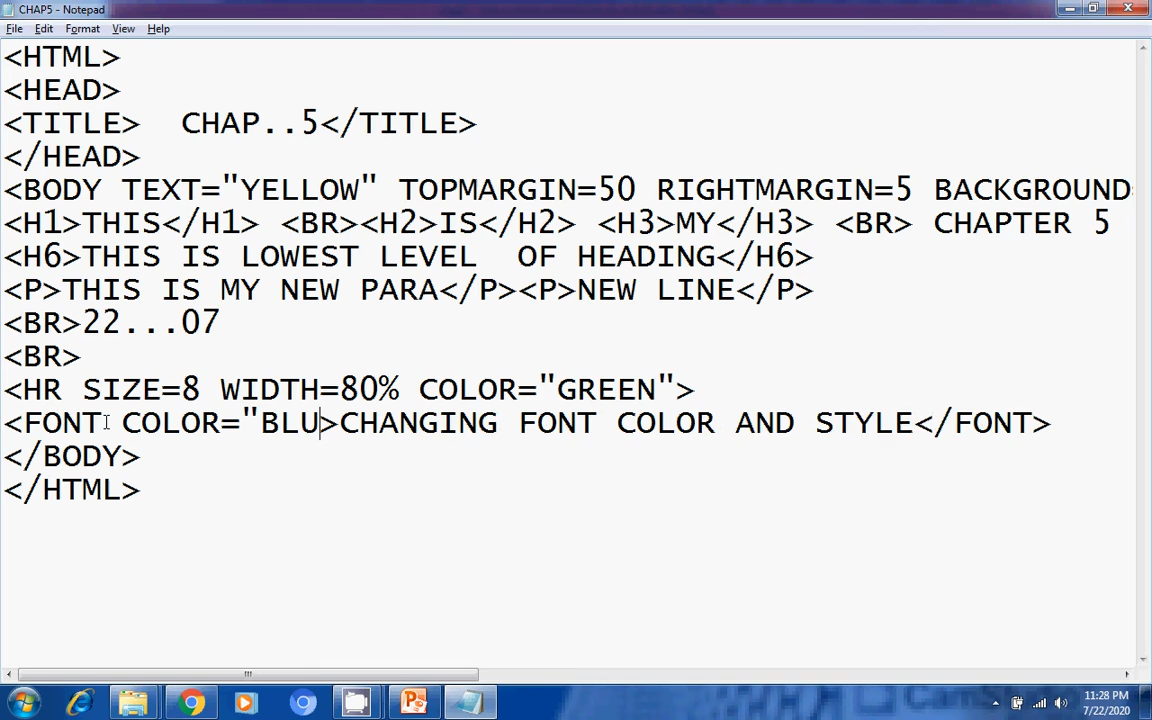 CHAP5 - Notepad
File Edit Format View Help
<HTML>
<HEAD>
<TITLE>  CHAP..5</TITLE>
</HEAD>
<BODY TEXT="YELLOW" TOPMARGIN=50 RIGHTMARGIN=5 BACKGROUND
<H1>THIS</H1> <BR><H2>IS</H2> <H3>MY</H3> <BR> CHAPTER 5
<H6>THIS IS LOWEST LEVEL  OF HEADING</H6>
<P>THIS IS MY NEW PARA</P><P>NEW LINE</P>
<BR>22...07
<BR>
<HR SIZE=8 WIDTH=80% COLOR="GREEN">
<FONT COLOR="BLU>CHANGING FONT COLOR AND STYLE</FONT>
</BODY>
</HTML>
11:28 PM
7/22/2020